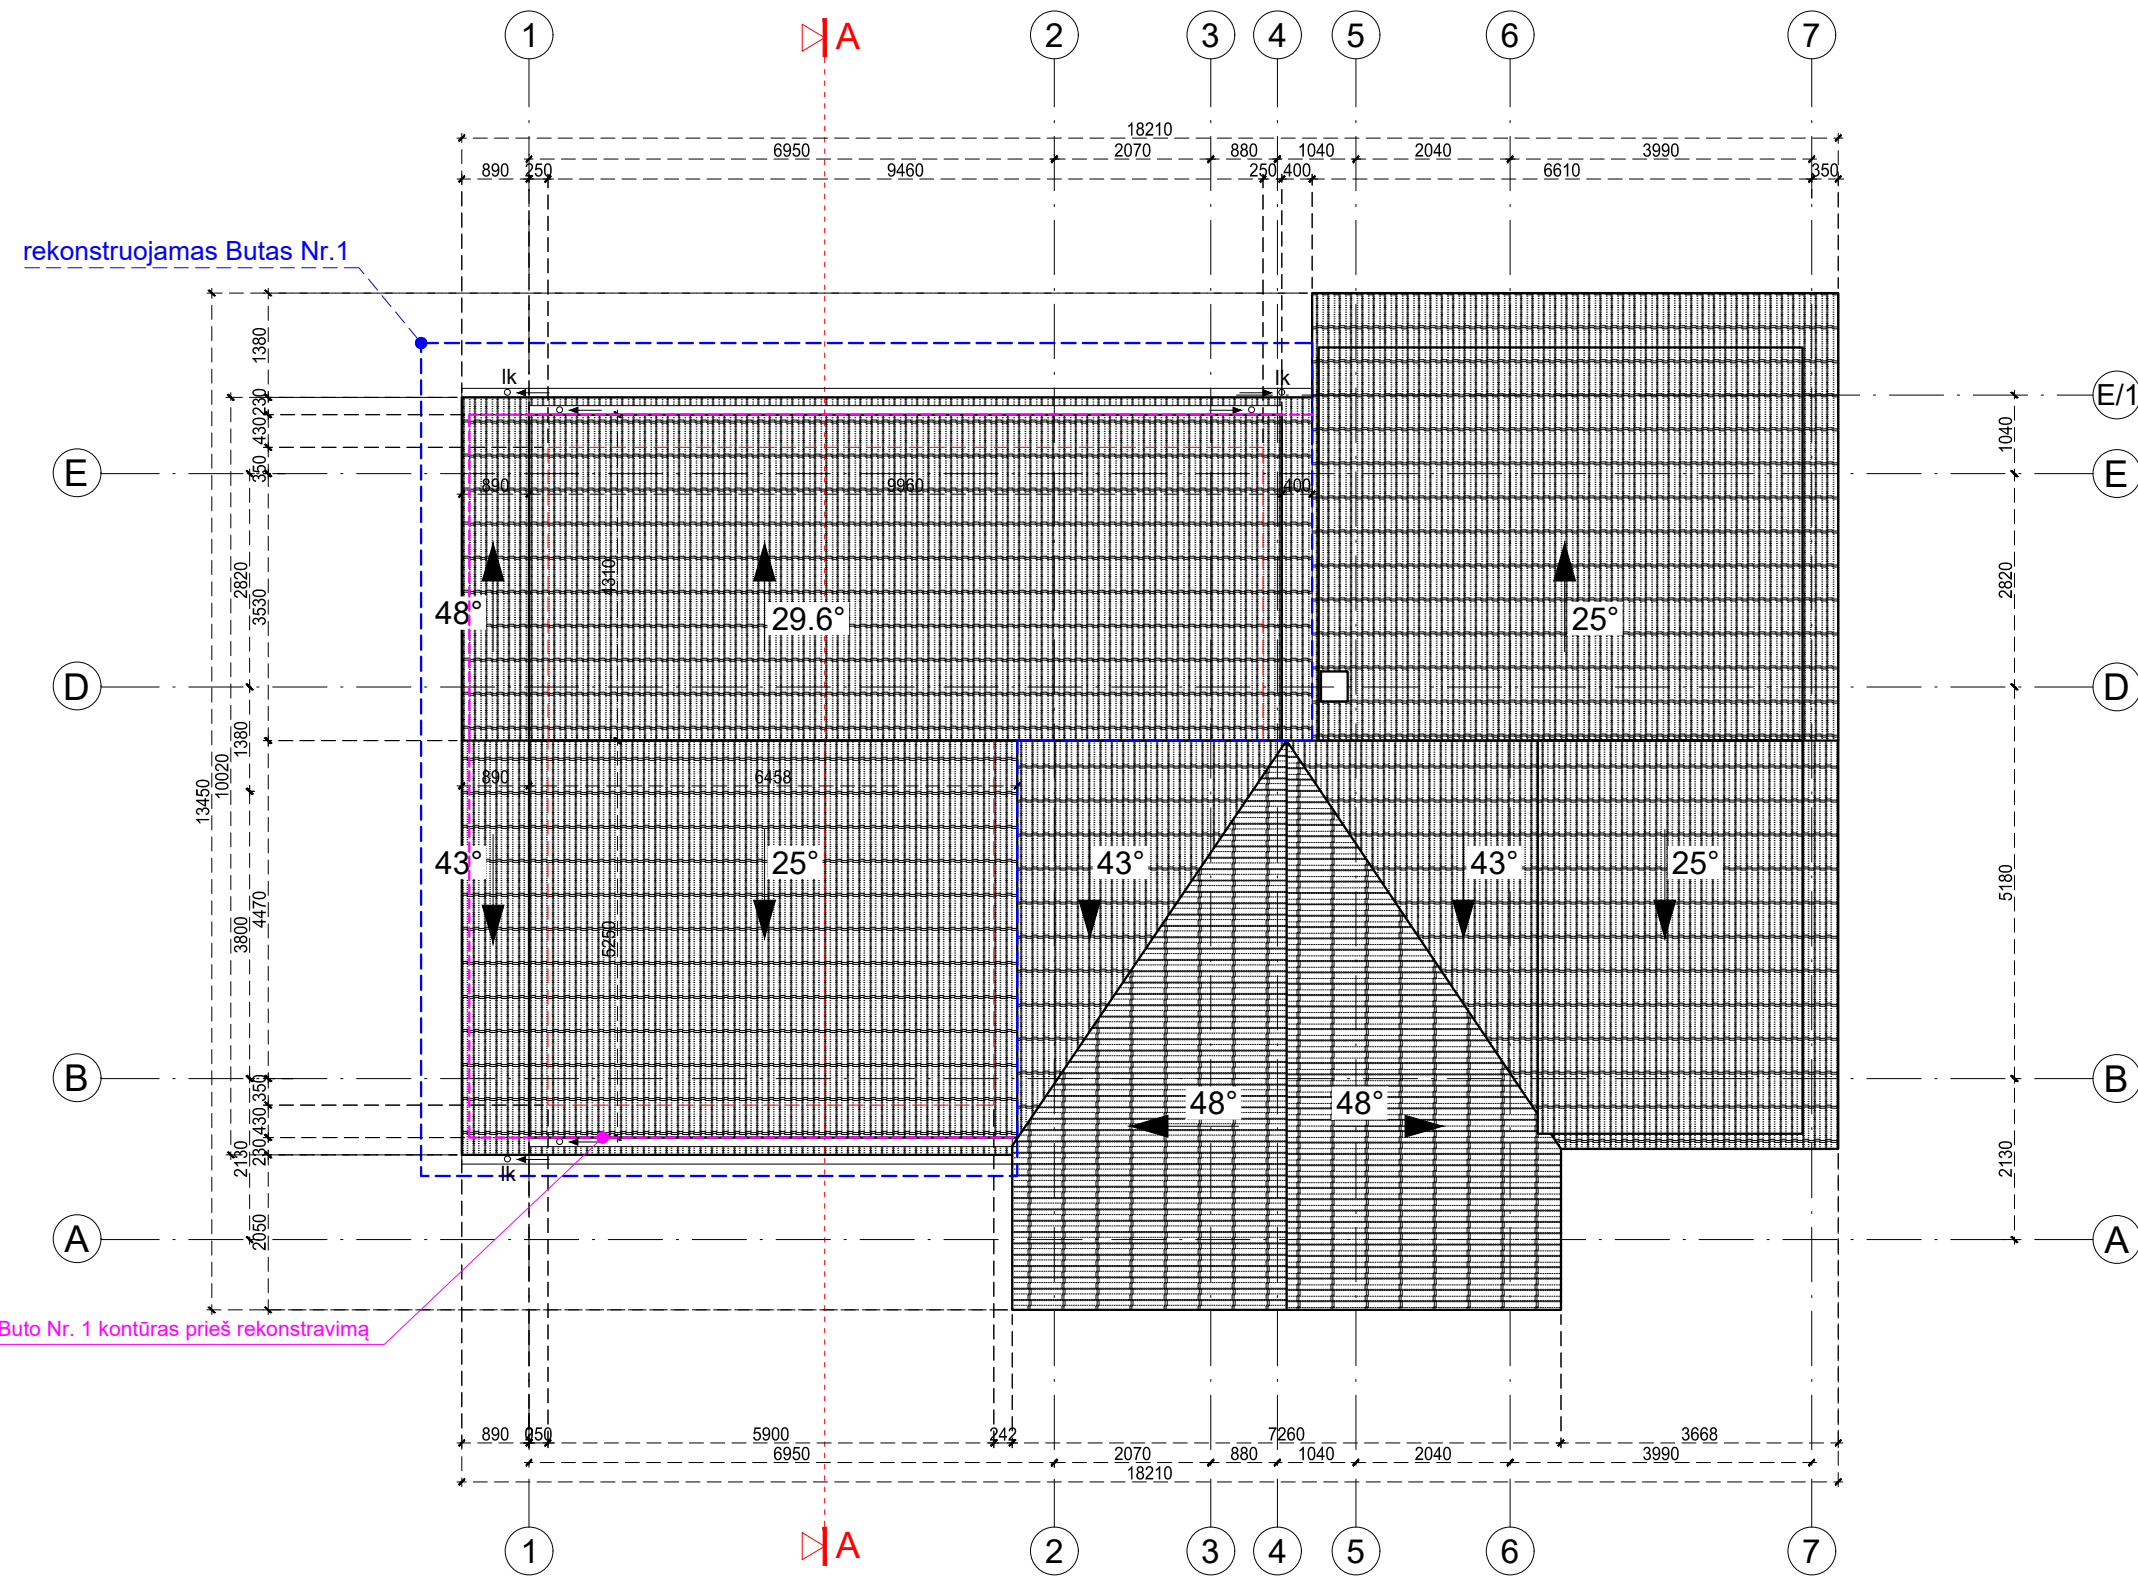 1 A 2 3 4 5 6 7
18210
6950 2070 880 1040 2040 3990
890 250 9460 250 400 6610 350
rekonstruojamas Butas Nr.1
lk lk
E/1
E E
D D
B B
A A
890 9960 400
48° 29.6° 25°
4310
890 6458
43° 25° 43° 43° 25°
5250
48° 48°
lk
13450
10020
2820 1380 3800 2130
1380 230 430 350 3530 4470 350 430 230 2050
1040 2820 5180 2130
Buto Nr. 1 kontūras prieš rekonstravimą
890 250 5900 242 7260 3668
6950 2070 880 1040 2040 3990
18210
1 A 2 3 4 5 6 7